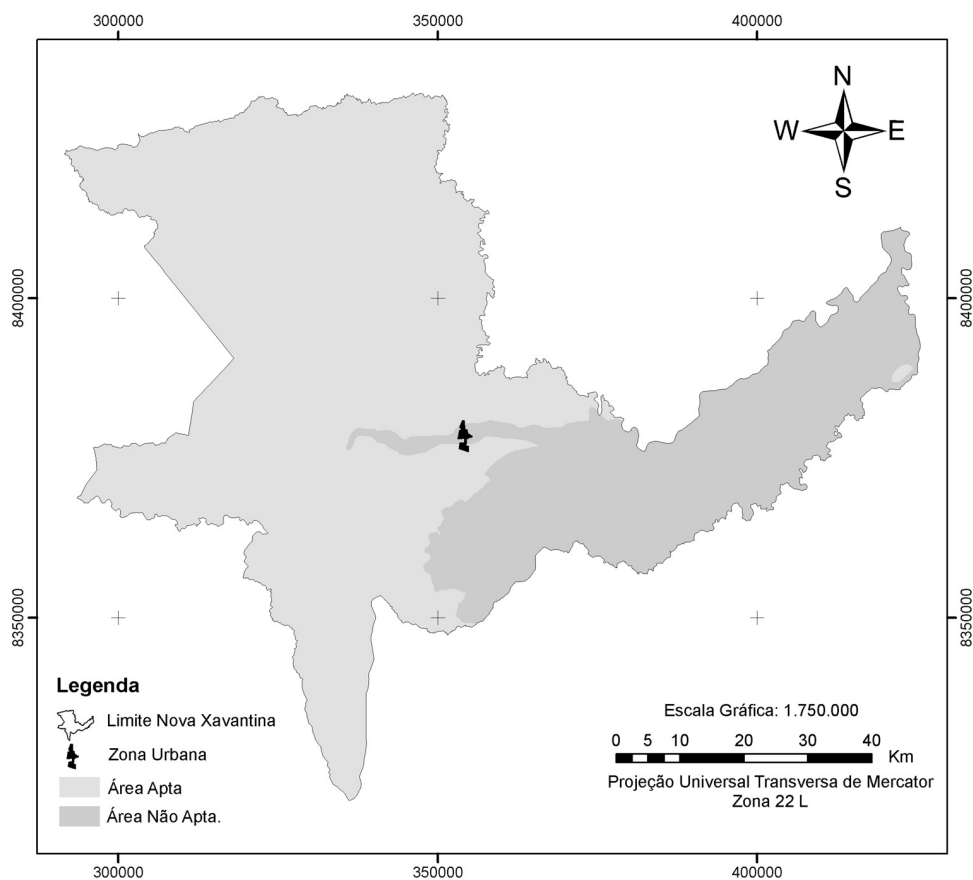 300000 350000 400000
N
W E
S
8400000 8400000
8350000 8350000
Legenda
Limite Nova Xavantina
Zona Urbana
Área Apta
Área Não Apta.
Escala Gráfica: 1.750.000
0 5 10 20 30 40
Km
Projeção Universal Transversa de Mercator
Zona 22 L
300000 350000 400000